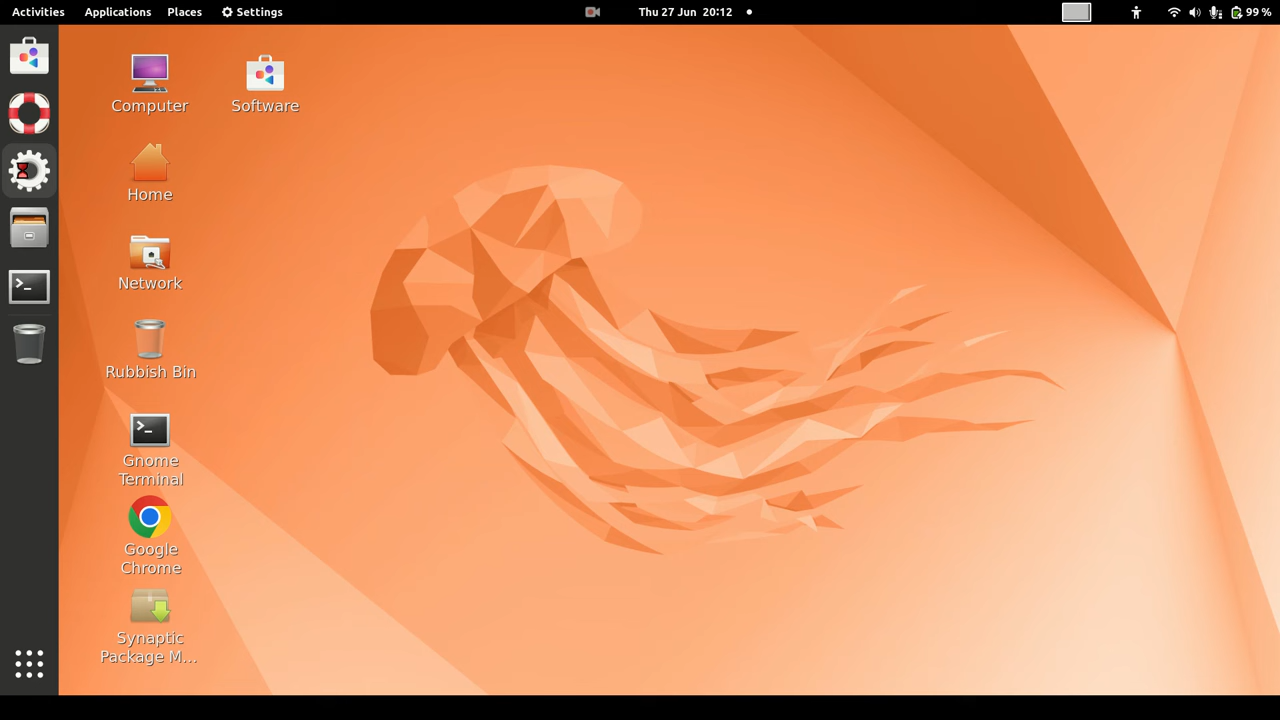 Activities Applications Places Settings Thu 27 Jun 20:12 99 %
Computer Software
Home
Network
Rubbish Bin
Gnome
Terminal
Google
Chrome
Synaptic
Package M...